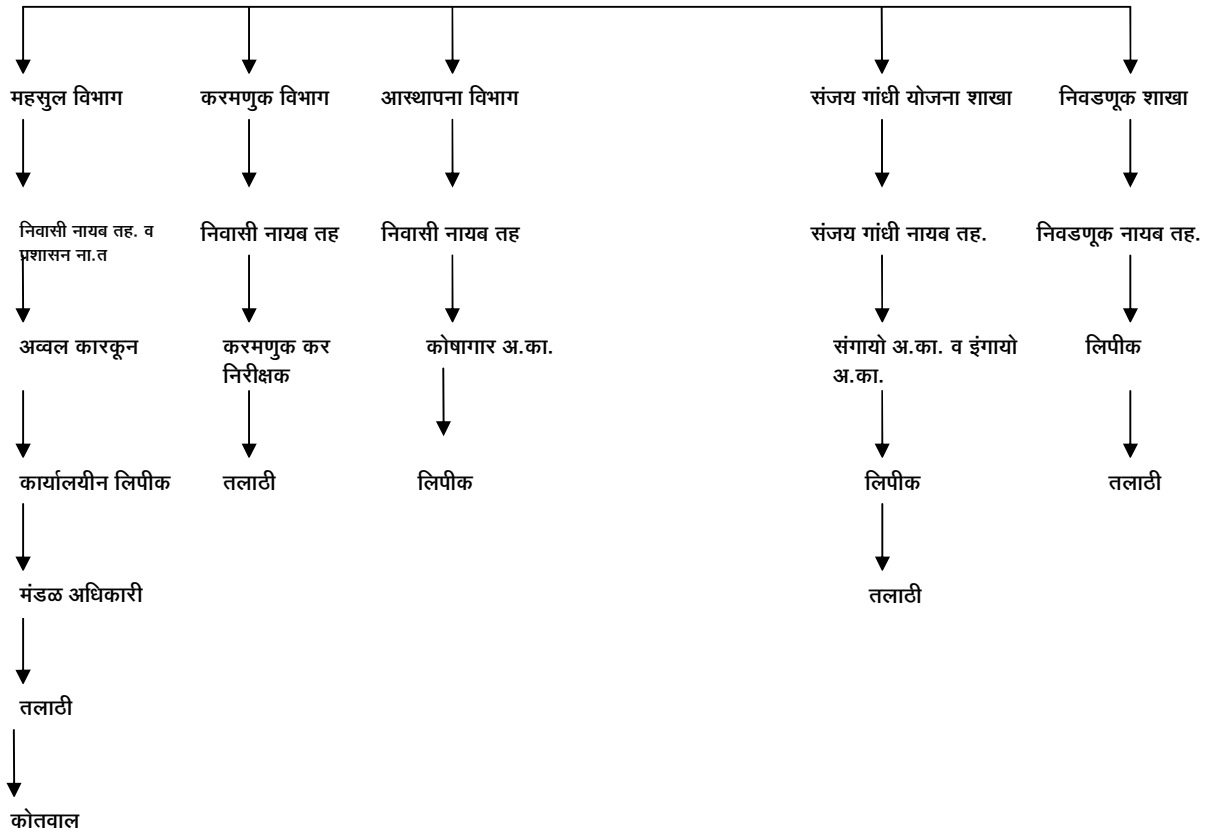 महसुल विभाग
करमणुक विभाग
आस्थापना विभाग
संजय गांधी योजना शाखा
निवडणूक शाखा
निवासी नायब तह. व
प्रशासन ना.त
निवासी नायब तह
निवासी नायब तह
संजय गांधी नायब तह.
निवडणूक नायब तह.
अव्वल कारकून
करमणुक कर
निरीक्षक
कोषागार अ.का.
संगायो अ.का. व इंगायो
अ.का.
लिपीक
कार्यालयीन लिपीक
तलाठी
लिपीक
लिपीक
तलाठी
मंडळ अधिकारी
तलाठी
तलाठी
कोतवाल